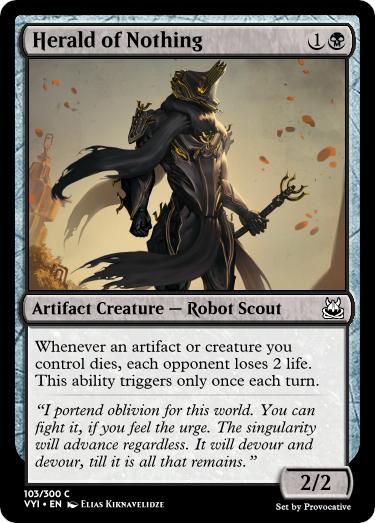 Herald of Nothing 1
Artifact Creature — Robot Scout
Whenever an artifact or creature you
control dies, each opponent loses 2 life.
This ability triggers only once each turn.
“I portend oblivion for this world. You can
fight it, if you feel the urge. The singularity
will advance regardless. It will devour and
devour, till it is all that remains.”
2/2
103/300 C
VYI • EN Elias Kiknavelidze
Set by Provocative